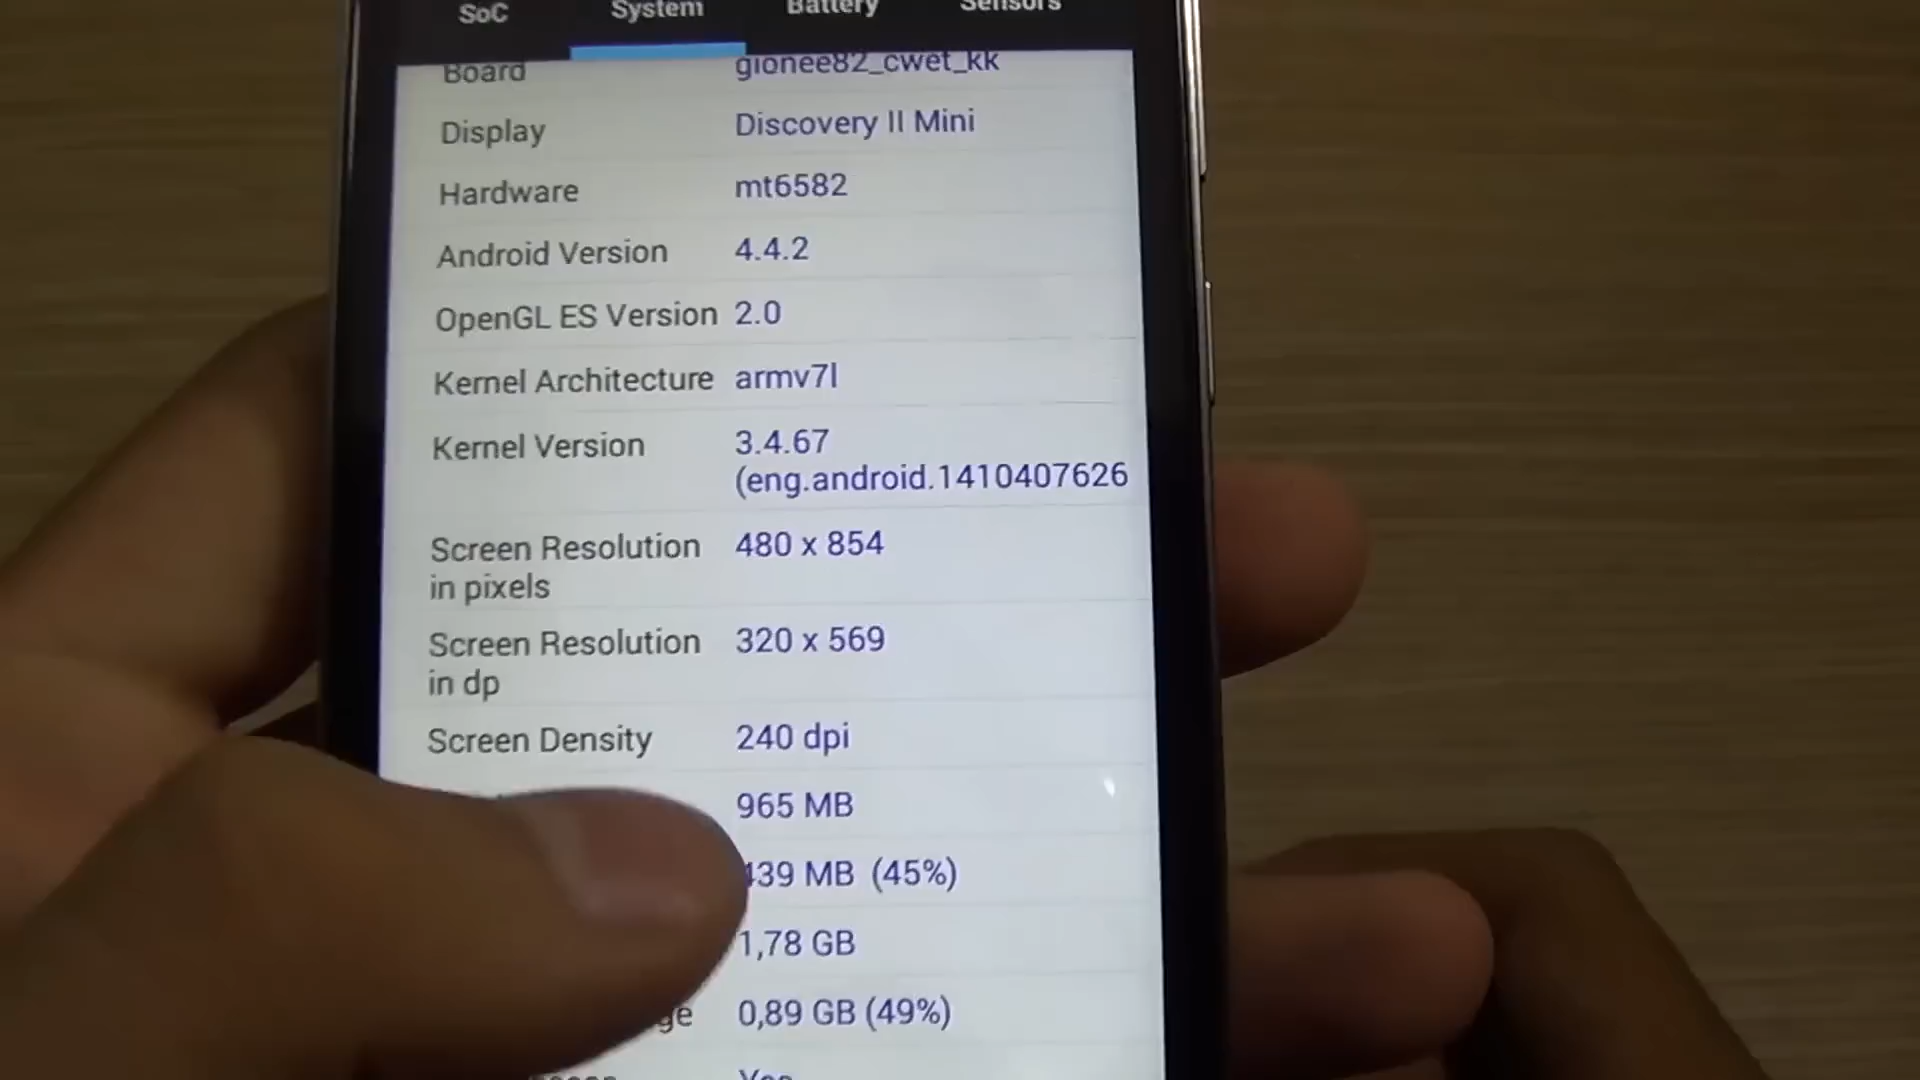 SoC System Battery Sensors
Board gionee82_cwet_kk
Display Discovery II Mini
Hardware mt6582
Android Version 4.4.2
OpenGL ES Version 2.0
Kernel Architecture armv7l
Kernel Version 3.4.67
(eng.android.1410407626
Screen Resolution 480 x 854
in pixels
Screen Resolution 320 x 569
in dp
Screen Density 240 dpi
965 MB
439 MB (45%)
1,78 GB
ge 0,89 GB (49%)
Yes